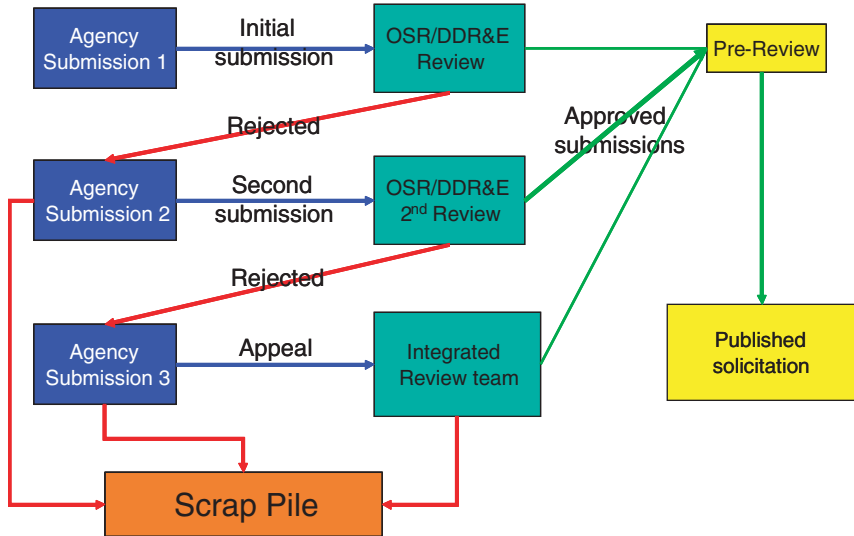 Agency
Submission 1
Initial
submission
OSR/DDR&E
Review
Pre-Review
Rejected
Approved
submissions
Agency
Submission 2
Second
submission
OSR/DDR&E
2nd Review
Rejected
Agency
Submission 3
Appeal
Integrated
Review team
Published
solicitation
Scrap Pile